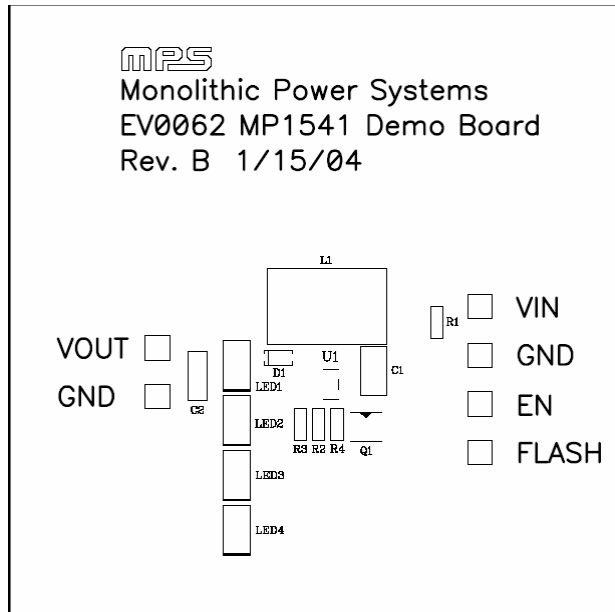 mps
Monolithic Power Systems
EV0062 MP1541 Demo Board
Rev. B 1/15/04
L1
R1
VIN
VOUT
U1
D1
C1
GND
GND
LED1
C2
EN
LED2
R3 R2 R4 Q1
FLASH
LED3
LED4